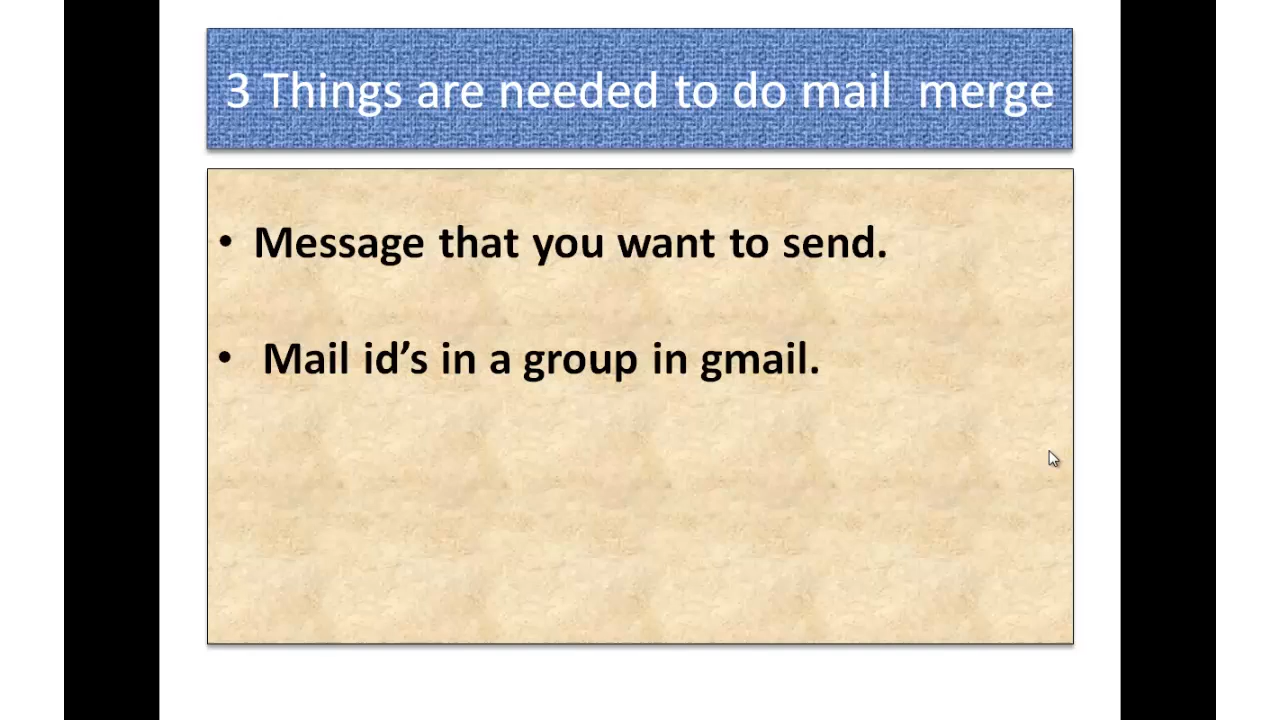 3 Things are needed to do mail  merge
• Message that you want to send.
•  Mail id’s in a group in gmail.